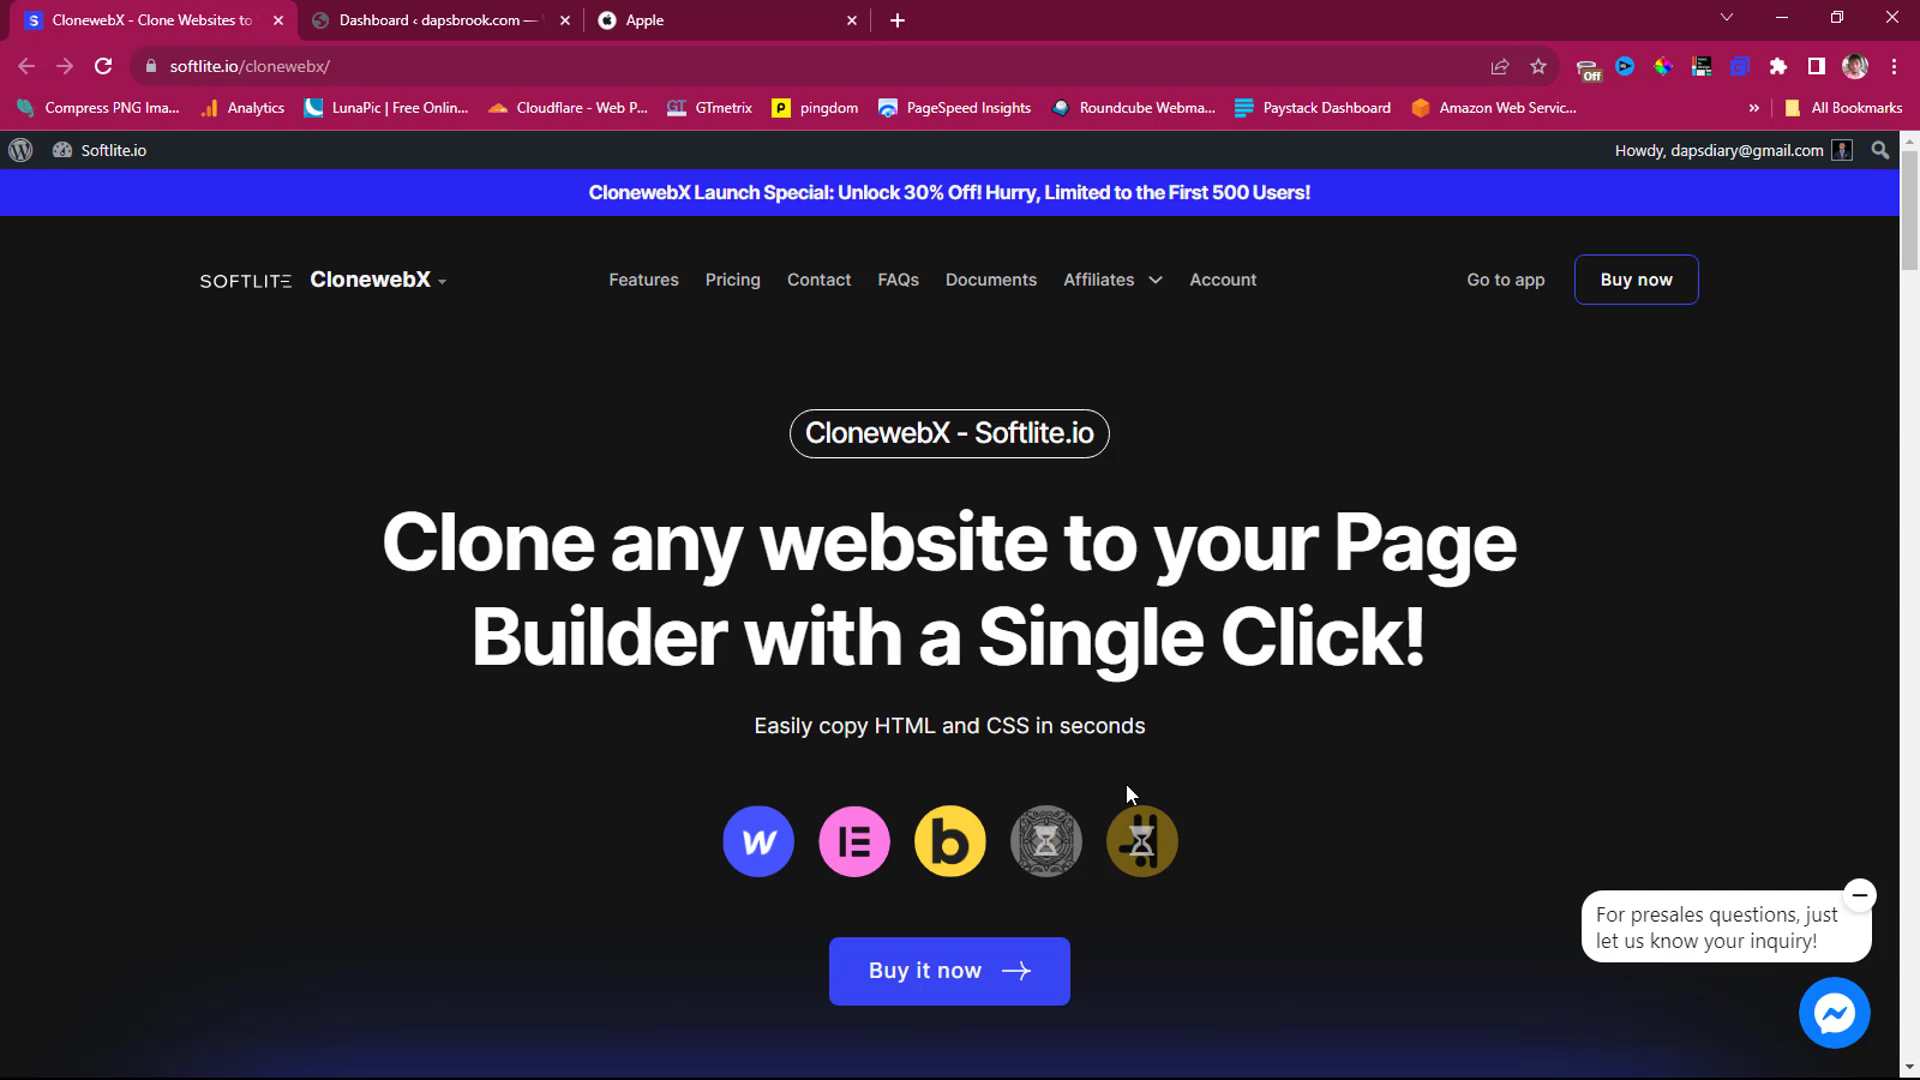 ClonewebX - Clone Websites to
Dashboard ‹ dapsbrook.com —
Apple
softlite.io/clonewebx/
Off
Compress PNG Ima...
Analytics
LunaPic | Free Onlin...
Cloudflare - Web P...
GTmetrix
pingdom
PageSpeed Insights
Roundcube Webma...
Paystack Dashboard
Amazon Web Servic...
»
All Bookmarks
Softlite.io
Howdy, dapsdiary@gmail.com
ClonewebX Launch Special: Unlock 30% Off! Hurry, Limited to the First 500 Users!
SOFTLITE ClonewebX
Features
Pricing
Contact
FAQs
Documents
Affiliates
Account
Go to app
Buy now
ClonewebX - Softlite.io
Clone any website to your Page
Builder with a Single Click!
Easily copy HTML and CSS in seconds
Buy it now
For presales questions, just
let us know your inquiry!